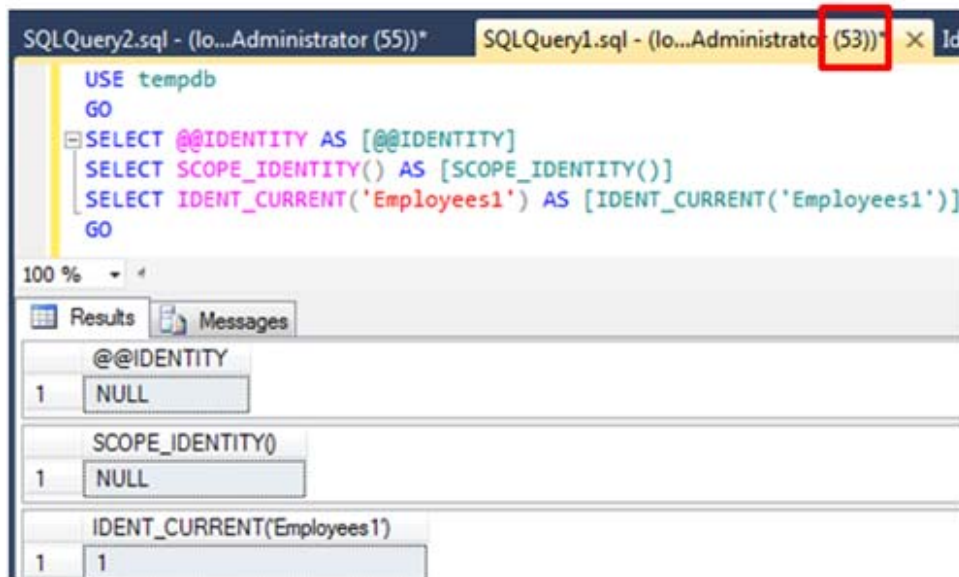 SQLQuery2.sql - (lo...Administrator (55))*
SQLQuery1.sql - (lo...Administrator (53))* × Id
USE tempdb
GO
SELECT @@IDENTITY AS [@@IDENTITY]
SELECT SCOPE_IDENTITY() AS [SCOPE_IDENTITY()]
SELECT IDENT_CURRENT('Employees1') AS [IDENT_CURRENT('Employees1')]
GO
100 %
Results
Messages
@@IDENTITY
1 NULL
SCOPE_IDENTITY()
1 NULL
IDENT_CURRENT('Employees1')
1 1